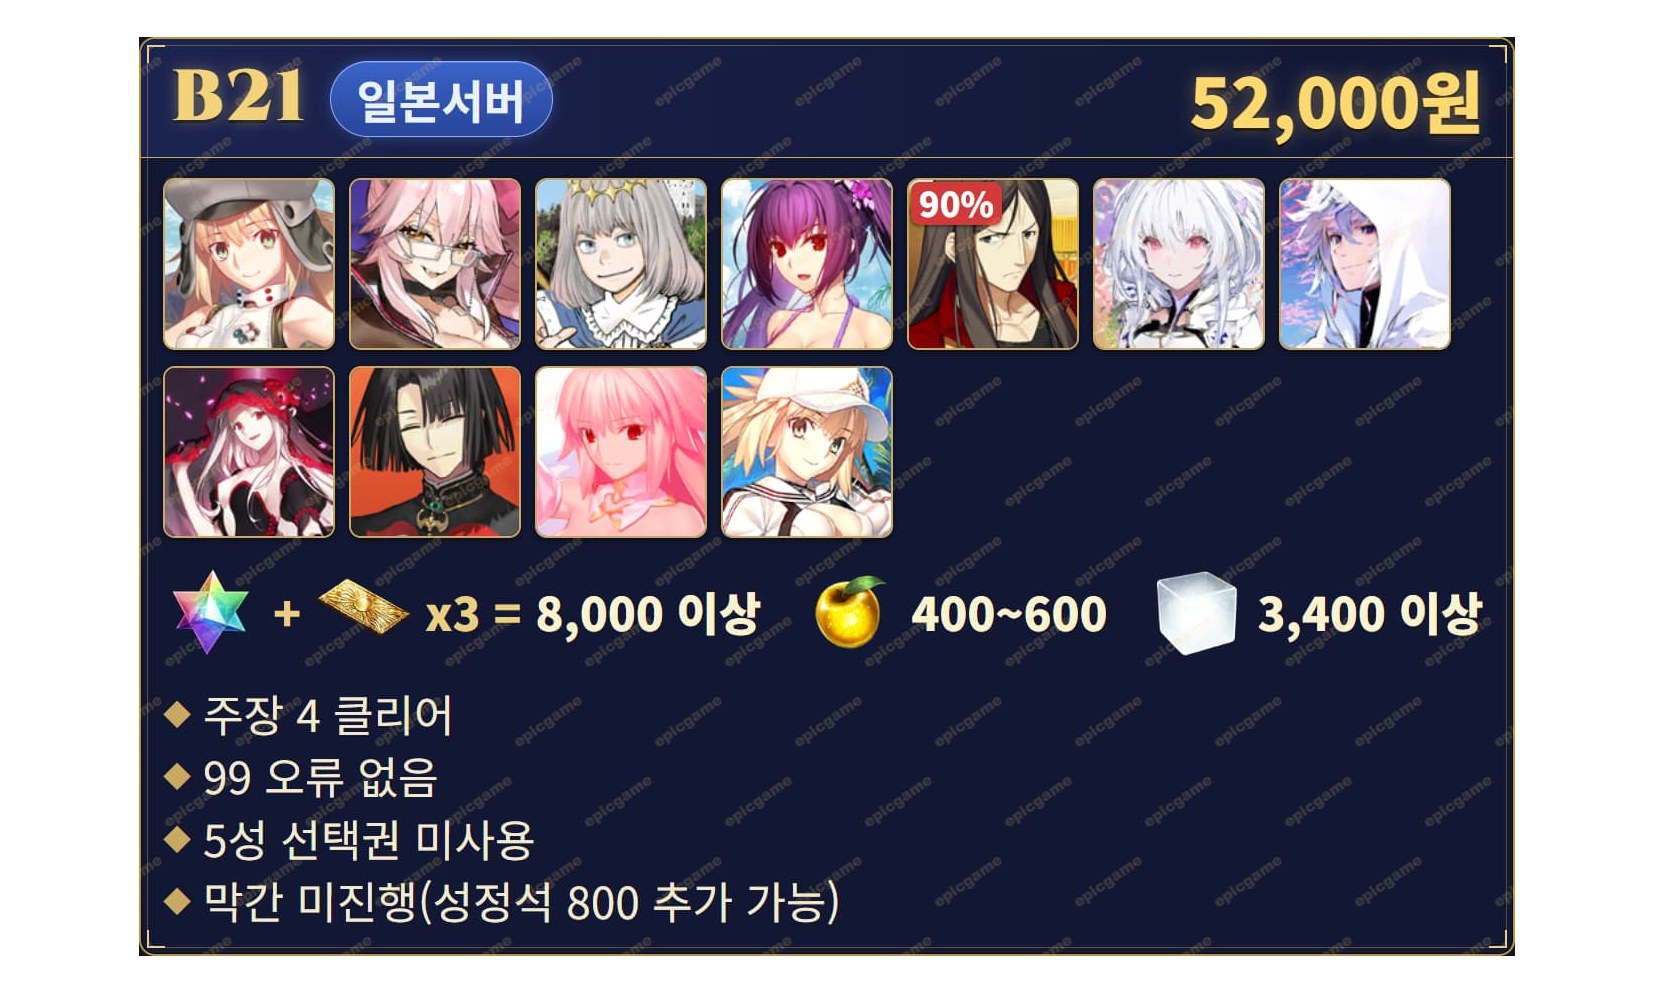 B21 일본서버 52,000원
90%
+ x3 = 8,000 이상 400~600 3,400 이상
주장 4 클리어
99 오류 없음
5성 선택권 미사용
막간 미진행(성정석 800 추가 가능)
epicgame